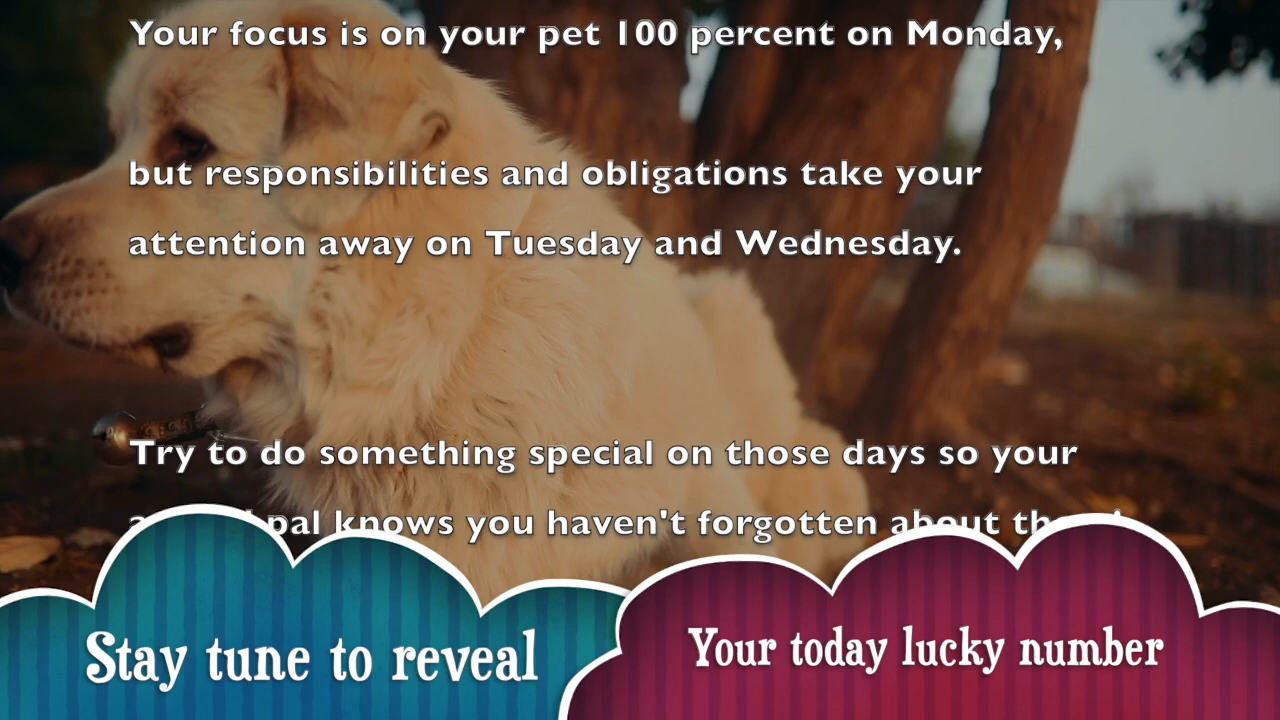 Your focus is on your pet 100 percent on Monday,
but responsibilities and obligations take your
attention away on Tuesday and Wednesday.
Try to do something special on those days so your
pal knows you haven't forgotten about
Stay tune to reveal
Your today lucky number